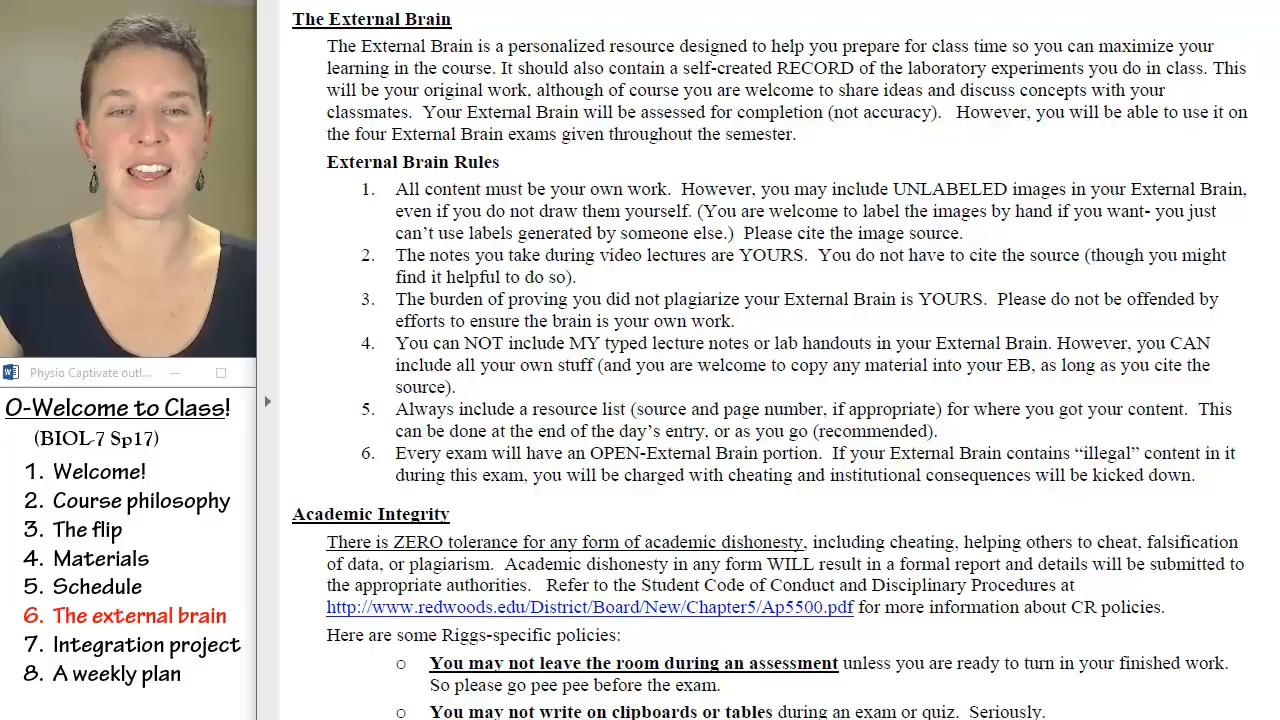 The External Brain
The External Brain is a personalized resource designed to help you prepare for class time so you can maximize your
learning in the course. It should also contain a self-created RECORD of the laboratory experiments you do in class. This
will be your original work, although of course you are welcome to share ideas and discuss concepts with your
classmates. Your External Brain will be assessed for completion (not accuracy). However, you will be able to use it on
the four External Brain exams given throughout the semester.
External Brain Rules
1. All content must be your own work. However, you may include UNLABELED images in your External Brain,
even if you do not draw them yourself. (You are welcome to label the images by hand if you want- you just
can't use labels generated by someone else.) Please cite the image source.
2. The notes you take during video lectures are YOURS. You do not have to cite the source (though you might
find it helpful to do so).
3. The burden of proving you did not plagiarize your External Brain is YOURS. Please do not be offended by
efforts to ensure the brain is your own work.
4. You can NOT include MY typed lecture notes or lab handouts in your External Brain. However, you CAN
include all your own stuff (and you are welcome to copy any material into your EB, as long as you cite the
source).
5. Always include a resource list (source and page number, if appropriate) for where you got your content. This
can be done at the end of the day's entry, or as you go (recommended).
6. Every exam will have an OPEN-External Brain portion. If your External Brain contains "illegal" content in it
during this exam, you will be charged with cheating and institutional consequences will be kicked down.
Academic Integrity
There is ZERO tolerance for any form of academic dishonesty, including cheating, helping others to cheat, falsification
of data, or plagiarism. Academic dishonesty in any form WILL result in a formal report and details will be submitted to
the appropriate authorities. Refer to the Student Code of Conduct and Disciplinary Procedures at
http://www.redwoods.edu/District/Board/New/Chapter5/Ap5500.pdf for more information about CR policies.
Here are some Riggs-specific policies:
o You may not leave the room during an assessment unless you are ready to turn in your finished work.
So please go pee pee before the exam.
o You may not write on clipboards or tables during an exam or quiz. Seriously.
Physio Captivate outl...
0-Welcome to Class!
(BIOL-7 Sp17)
1. Welcome!
2. Course philosophy
3. The flip
4. Materials
5. Schedule
6. The external brain
7. Integration project
8. A weekly plan